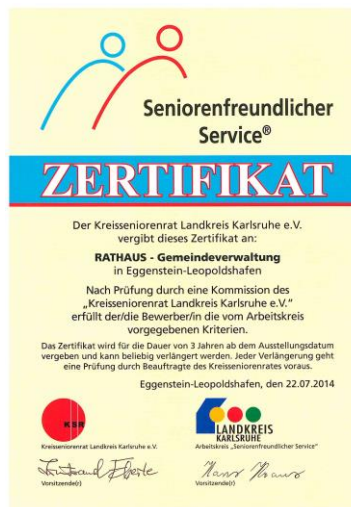 Seniorenfreundlicher
Service®
ZERTIFIKAT
Der Kreisseniorenrat Landkreis Karlsruhe e.V.
vergibt dieses Zertifikat an:
RATHAUS - Gemeindeverwaltung
in Eggenstein-Leopoldshafen
Nach Prüfung durch eine Kommission des
„Kreisseniorenrat Landkreis Karlsruhe e.V."
erfüllt der/die Bewerber/in die vom Arbeitskreis
vorgegebenen Kriterien.
Das Zertifikat wird für die Dauer von 3 Jahren ab dem Ausstellungsdatum
vergeben und kann beliebig verlängert werden. Jeder Verlängerung geht
eine Prüfung durch Beauftragte des Kreisseniorenrates voraus.
Eggenstein-Leopoldshafen, den 22.07.2014
KSR
LANDKREIS
KARLSRUHE
Kreisseniorenrat Landkreis Karlsruhe e.V.
Arbeitskreis „Seniorenfreundlicher Service"
Hans Kraus
Vorsitzende(r)
Vorsitzende(r)